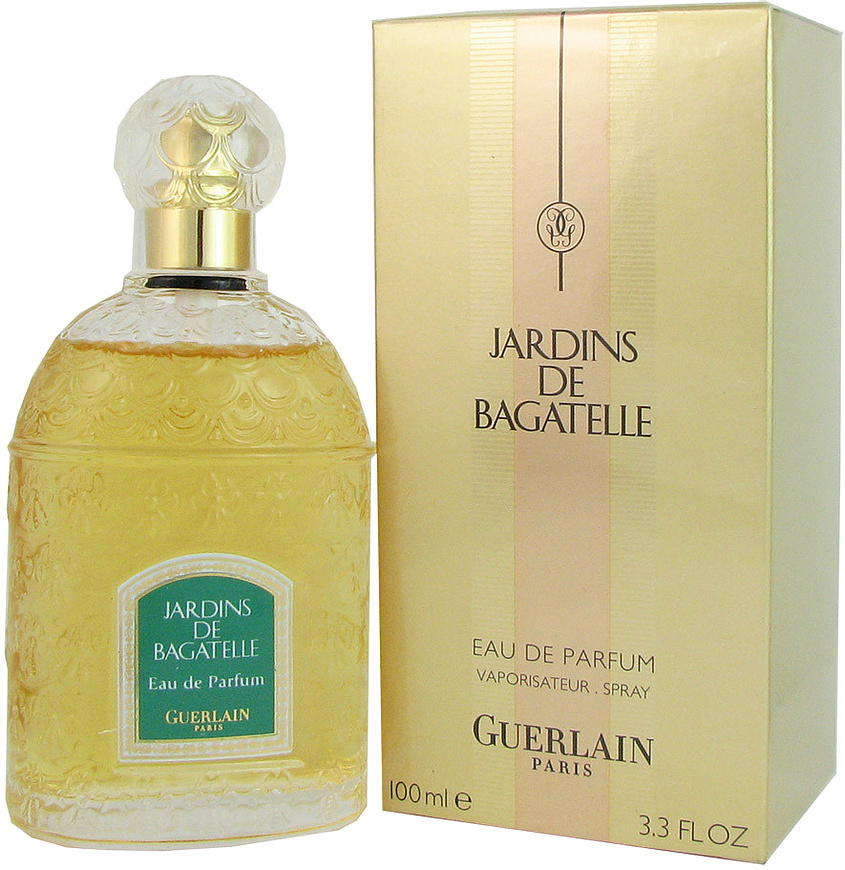 JARDINS
DE
BAGATELLE
Eau de Parfum
GUERLAIN
PARIS
JARDINS
DE
BAGATELLE
EAU DE PARFUM
VAPORISATEUR . SPRAY
GUERLAIN
PARIS
100 ml e
3.3 FL OZ